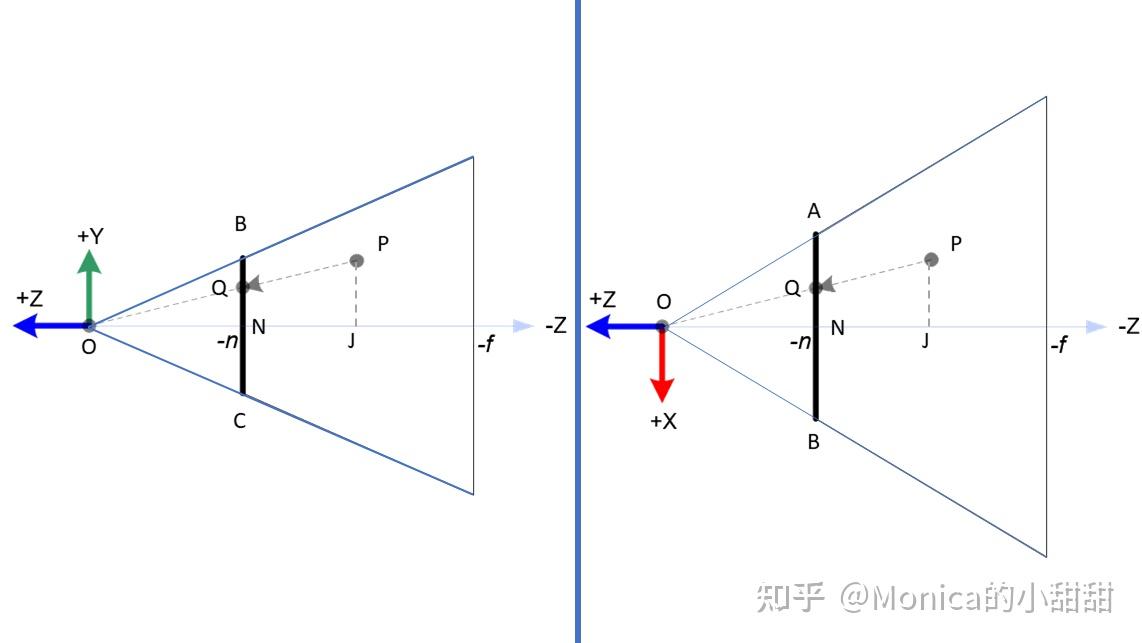 B
P
+Y
Q
+Z
O
-n
N
J
-Z
-f
C
A
P
O
Q
+Z
-n
N
J
-Z
-f
+X
B
知乎 @Monica的小甜甜